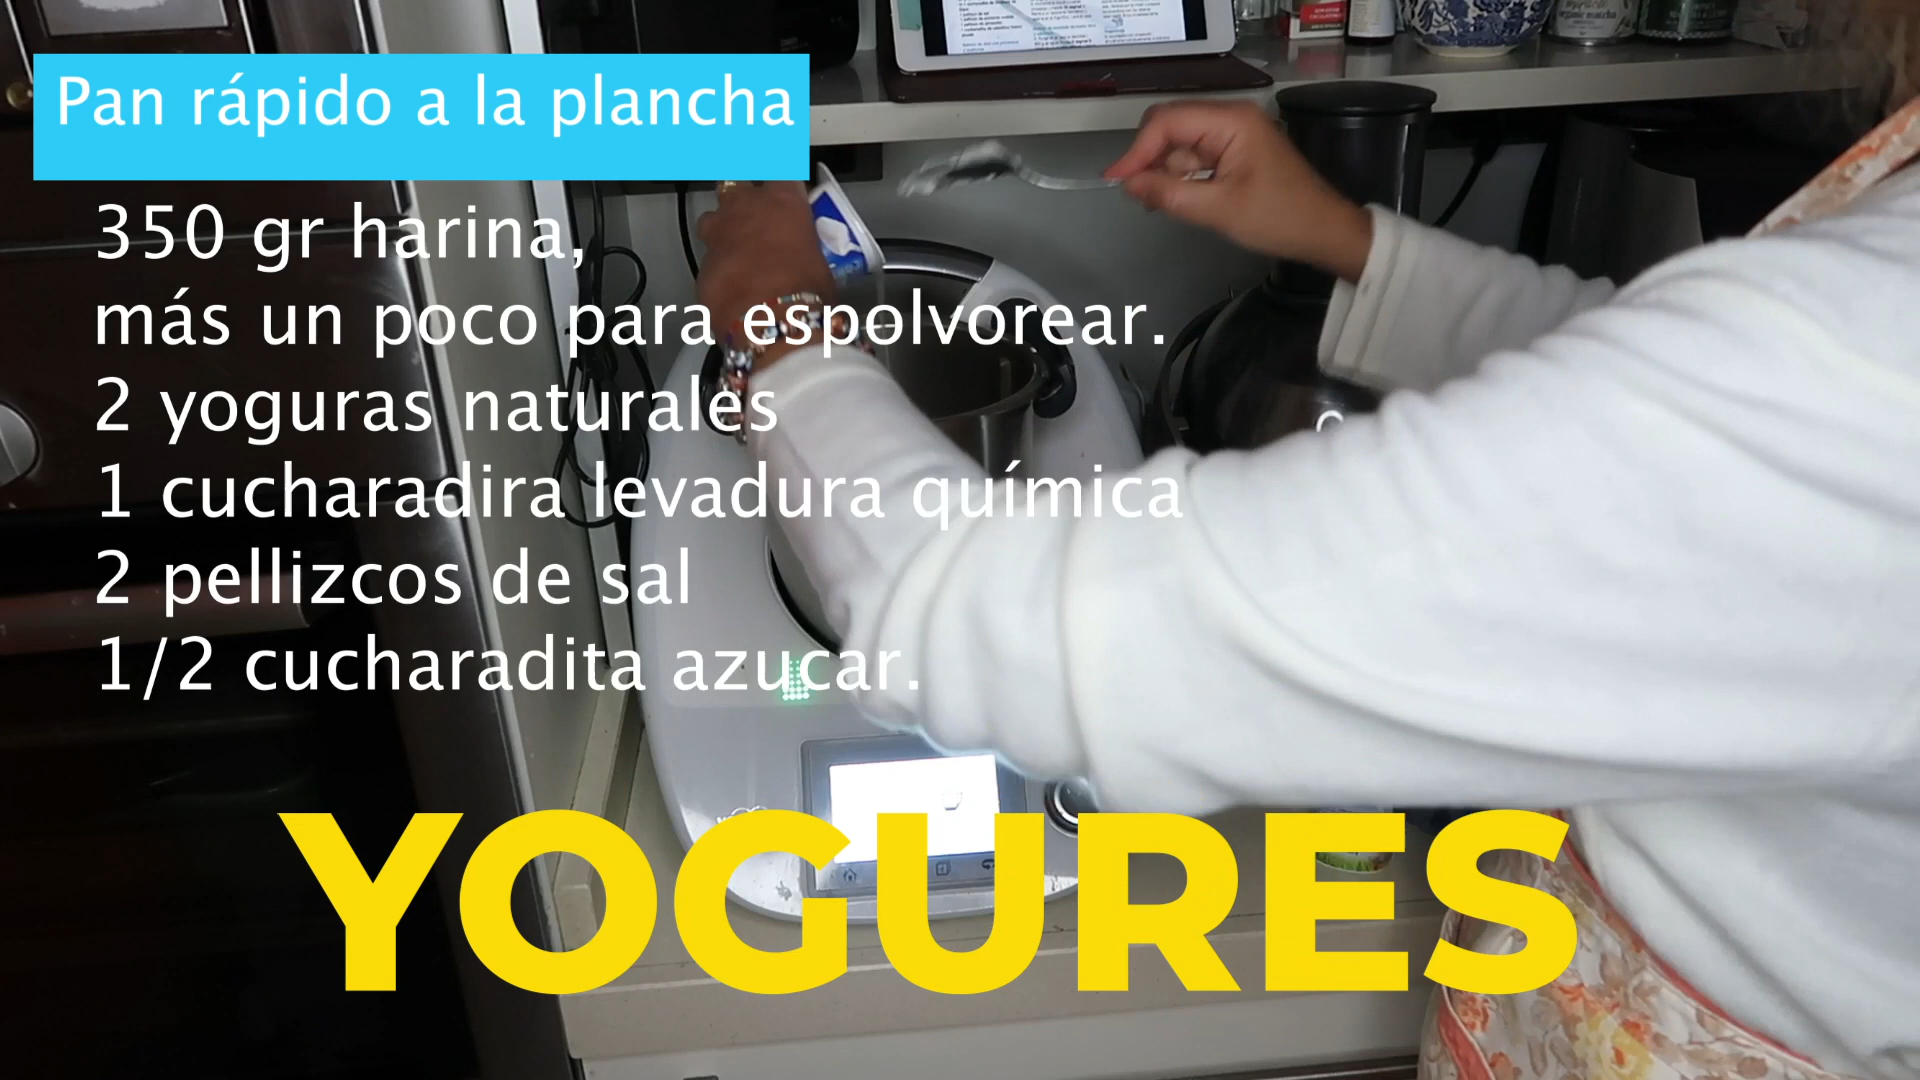 Pan rápido a la plancha
350 gr harina,
más un poco para espolvorear.
2 yoguras naturales
1 cucharadira levadura química
2 pellizcos de sal
1/2 cucharadita azucar.
YOGURES